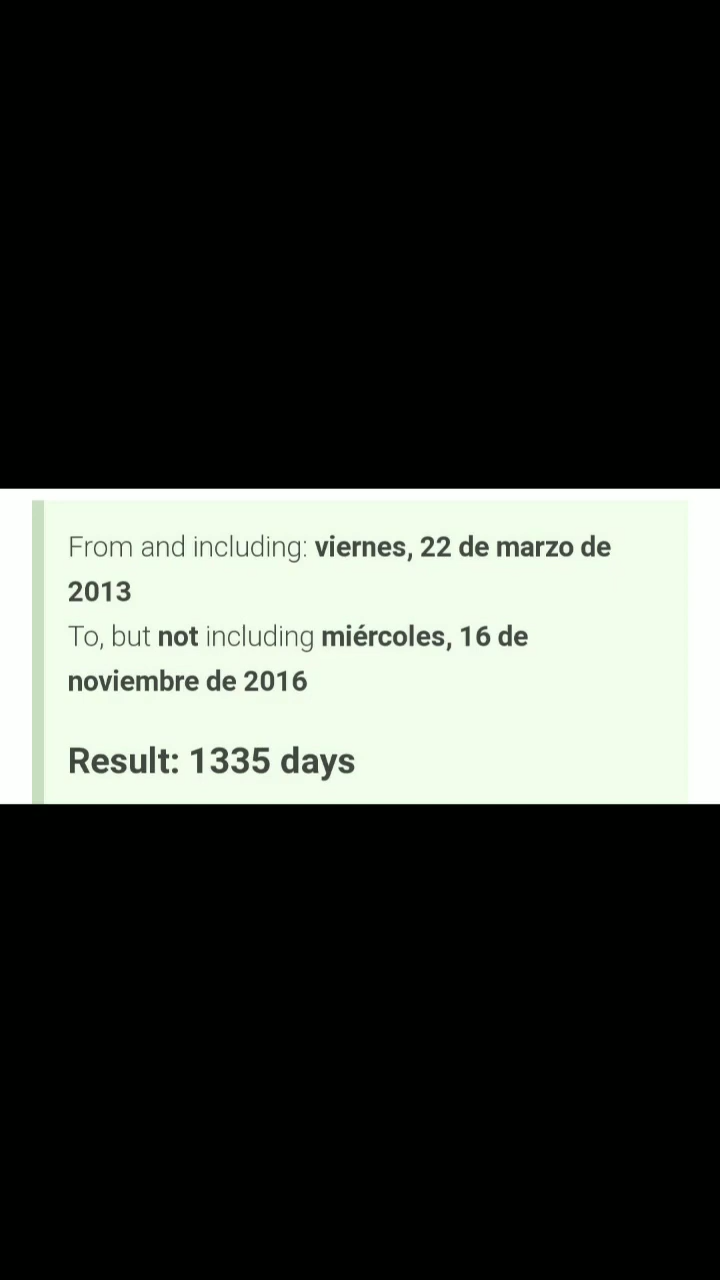 From and including: viernes, 22 de marzo de
2013
To, but not including miércoles, 16 de
noviembre de 2016
Result: 1335 days